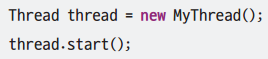 Thread thread = new MyThread();
thread.start();